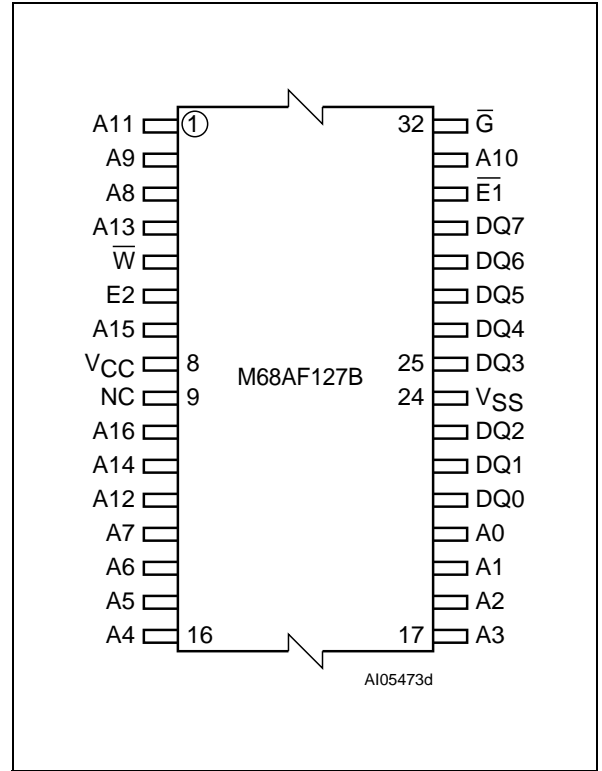 A11 1 32 G̅
A9 A10
A8 E̅1̅
A13 DQ7
W̅ DQ6
E2 DQ5
A15 DQ4
VCC 8 25 DQ3
M68AF127B
NC 9 24 VSS
A16 DQ2
A14 DQ1
A12 DQ0
A7 A0
A6 A1
A5 A2
A4 16 17 A3
AI05473d